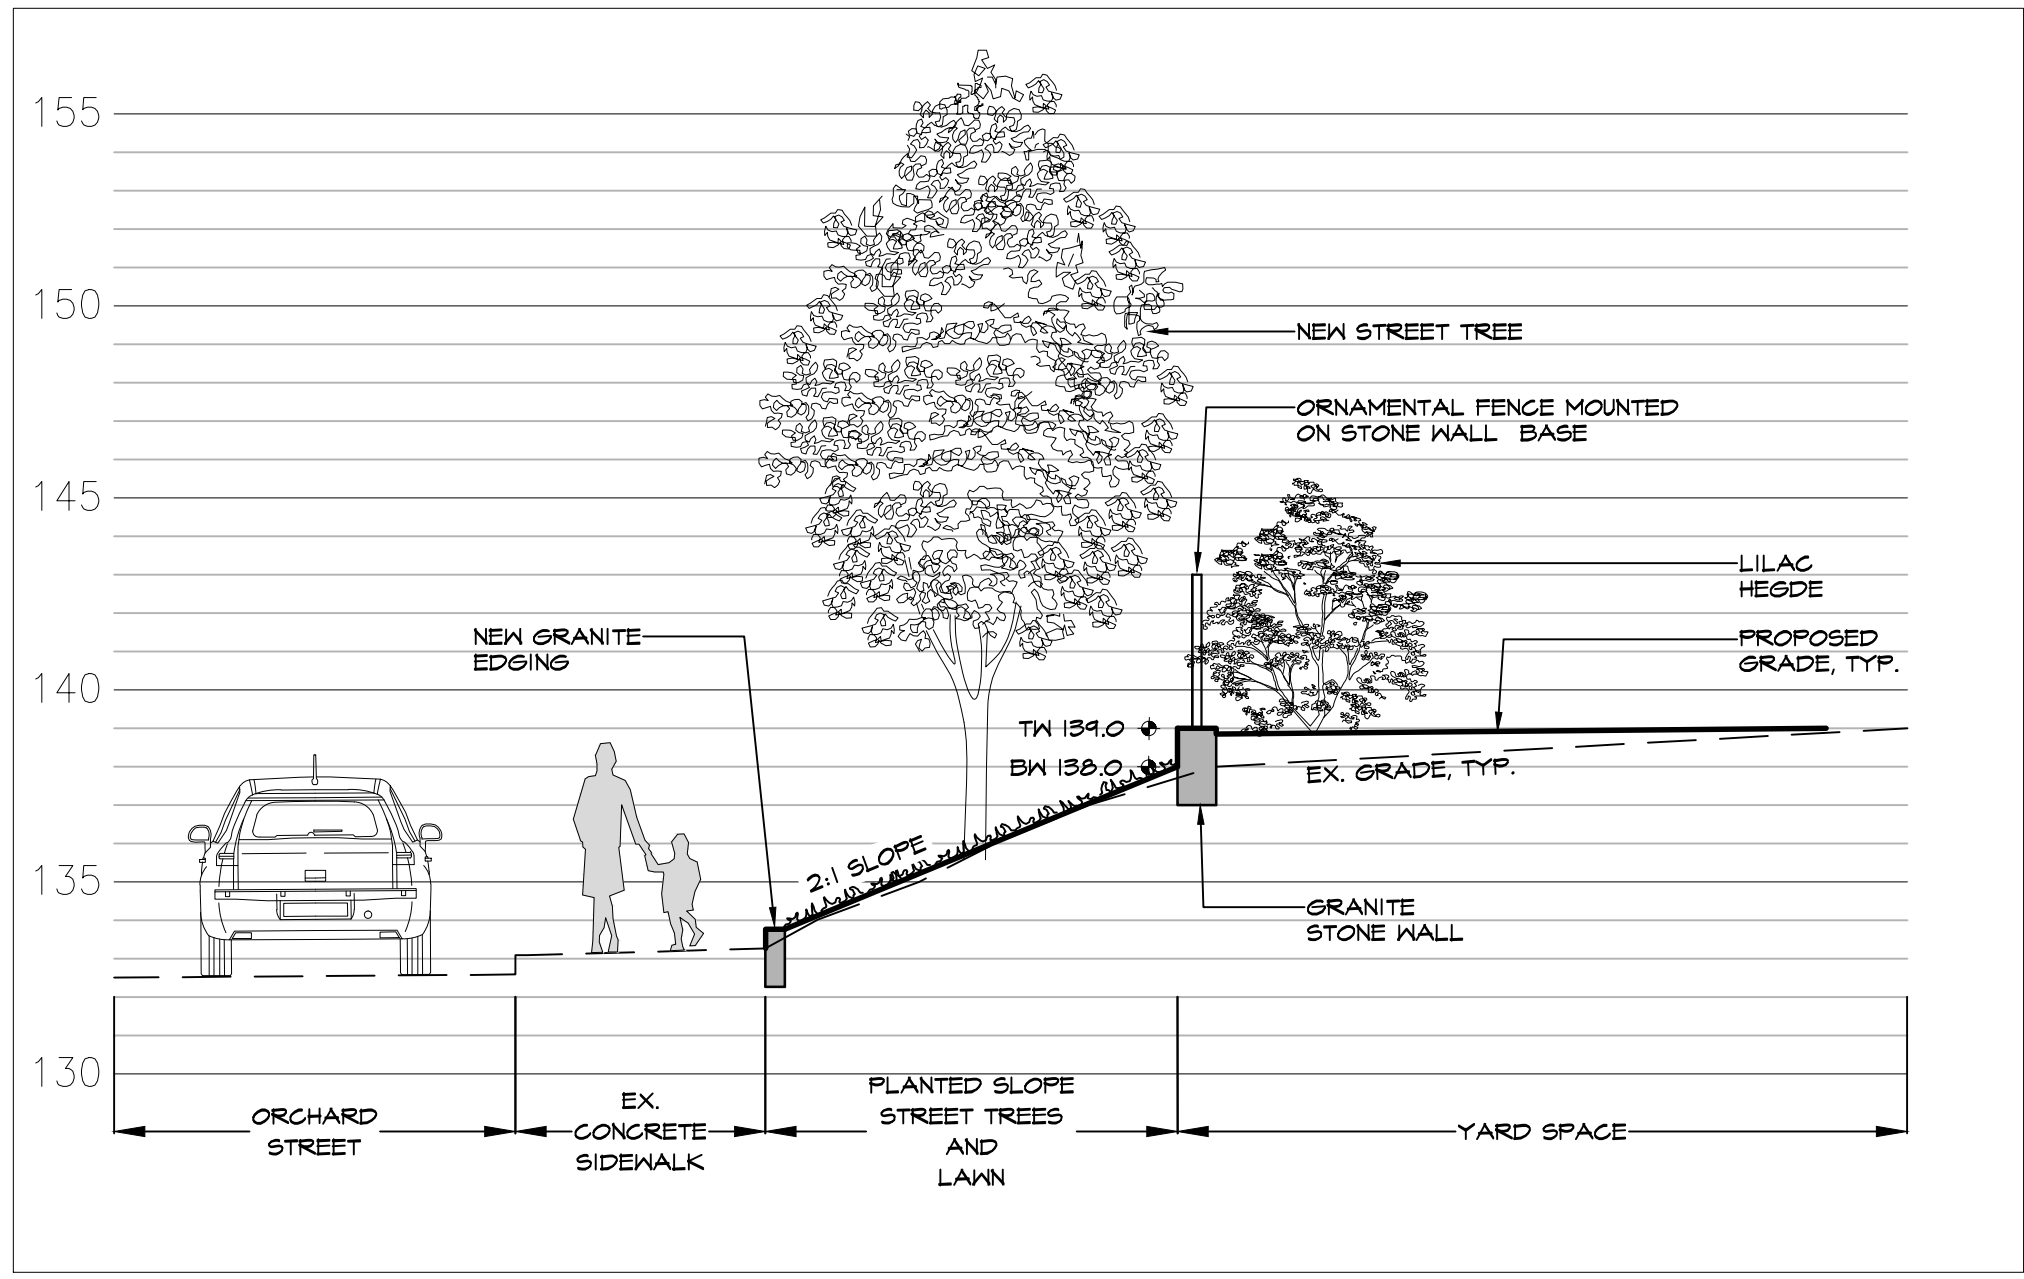 155
150
NEW STREET TREE
ORNAMENTAL FENCE MOUNTED
ON STONE WALL  BASE
145
LILAC
HEGDE
NEW GRANITE
EDGING
PROPOSED
GRADE, TYP.
140
TW 139.0
BW 138.0
EX. GRADE, TYP.
2:1 SLOPE
135
GRANITE
STONE WALL
130
ORCHARD
STREET
EX.
CONCRETE
SIDEWALK
PLANTED SLOPE
STREET TREES
AND
LAWN
YARD SPACE